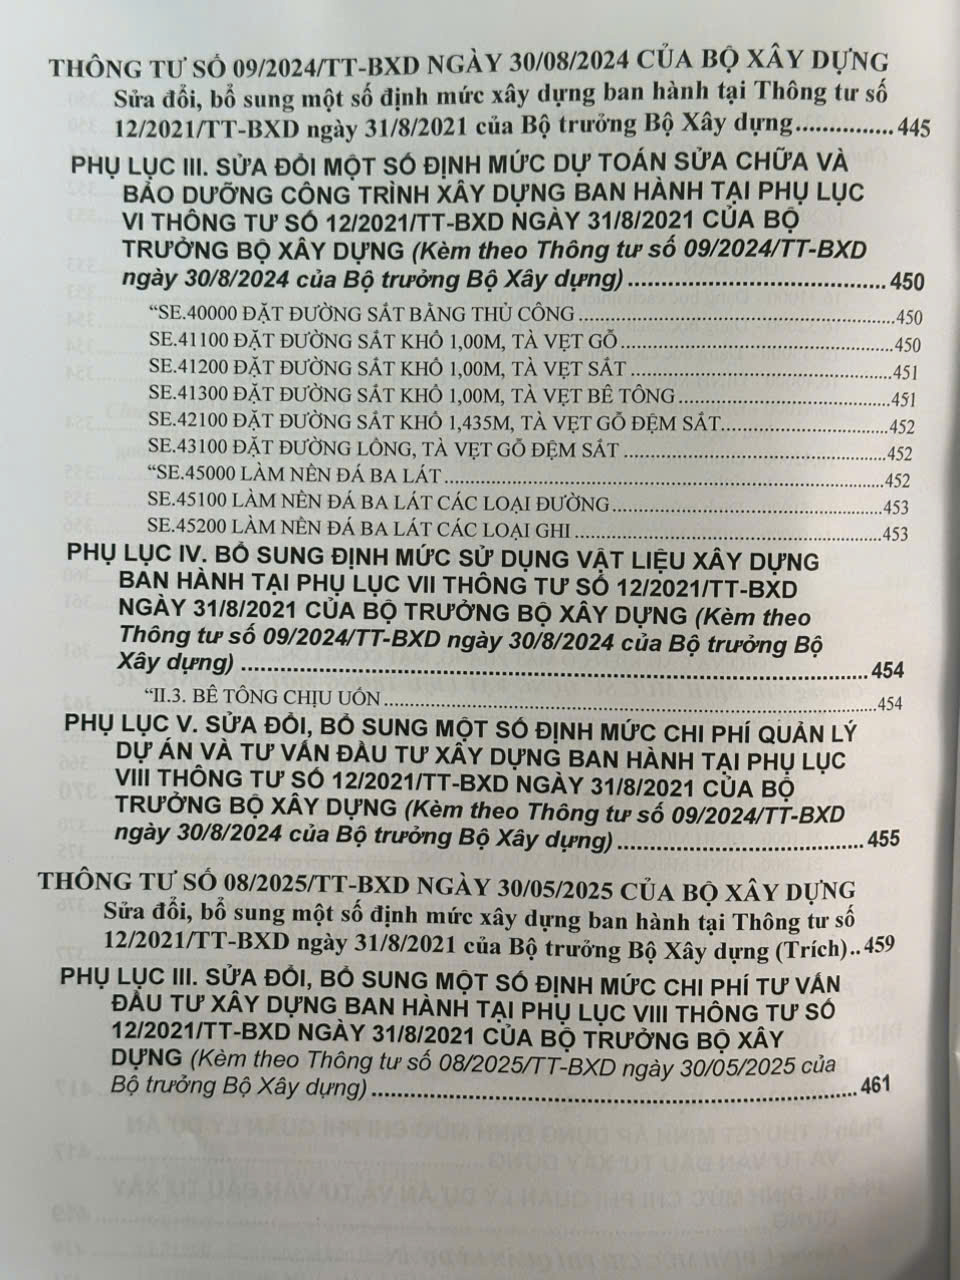 THÔNG TƯ SỐ 09/2024/TT-BXD NGÀY 30/08/2024 CỦA BỘ XÂY DỰNG
Sửa đổi, bổ sung một số định mức xây dựng ban hành tại Thông tư số
12/2021/TT-BXD ngày 31/8/2021 của Bộ trưởng Bộ Xây dựng...............445
PHỤ LỤC III. SỬA ĐỔI MỘT SỐ ĐỊNH MỨC DỰ TOÁN SỬA CHỮA VÀ
BẢO DƯỠNG CÔNG TRÌNH XÂY DỰNG BAN HÀNH TẠI PHỤ LỤC
VI THÔNG TƯ SỐ 12/2021/TT-BXD NGÀY 31/8/2021 CỦA BỘ
TRƯỞNG BỘ XÂY DỰNG (Kèm theo Thông tư số 09/2024/TT-BXD
ngày 30/8/2024 của Bộ trưởng Bộ Xây dựng)......................................450
“SE.40000 ĐẶT ĐƯỜNG SẮT BẰNG THỦ CÔNG............................................................450
SE.41100 ĐẶT ĐƯỜNG SẮT KHỔ 1,00M, TÀ VẸT GỖ....................................................450
SE.41200 ĐẶT ĐƯỜNG SẮT KHỔ 1,00M, TÀ VẸT SẮT..................................................451
SE.41300 ĐẶT ĐƯỜNG SẮT KHỔ 1,00M, TÀ VẸT BÊ TÔNG........................................451
SE.42100 ĐẶT ĐƯỜNG SẮT KHỔ 1,435M, TÀ VẸT GỖ ĐỆM SẮT................................452
SE.43100 ĐẶT ĐƯỜNG LỒNG, TÀ VẸT GỖ ĐỆM SẮT..................................................452
“SE.45000 LÀM NỀN ĐÁ BA LÁT..................................................................................452
SE.45100 LÀM NỀN ĐÁ BA LÁT CÁC LOẠI ĐƯỜNG....................................................453
SE.45200 LÀM NỀN ĐÁ BA LÁT CÁC LOẠI GHI..........................................................453
PHỤ LỤC IV. BỔ SUNG ĐỊNH MỨC SỬ DỤNG VẬT LIỆU XÂY DỰNG
BAN HÀNH TẠI PHỤ LỤC VII THÔNG TƯ SỐ 12/2021/TT-BXD
NGÀY 31/8/2021 CỦA BỘ TRƯỞNG BỘ XÂY DỰNG (Kèm theo
Thông tư số 09/2024/TT-BXD ngày 30/8/2024 của Bộ trưởng Bộ
Xây dựng)..............................................................................................454
“II.3. BÊ TÔNG CHỊU UỐN............................................................................................454
PHỤ LỤC V. SỬA ĐỔI, BỔ SUNG MỘT SỐ ĐỊNH MỨC CHI PHÍ QUẢN LÝ
DỰ ÁN VÀ TƯ VẤN ĐẦU TƯ XÂY DỰNG BAN HÀNH TẠI PHỤ LỤC
VIII THÔNG TƯ SỐ 12/2021/TT-BXD NGÀY 31/8/2021 CỦA BỘ
TRƯỞNG BỘ XÂY DỰNG (Kèm theo Thông tư số 09/2024/TT-BXD
ngày 30/8/2024 của Bộ trưởng Bộ Xây dựng)......................................455
THÔNG TƯ SỐ 08/2025/TT-BXD NGÀY 30/05/2025 CỦA BỘ XÂY DỰNG
Sửa đổi, bổ sung một số định mức xây dựng ban hành tại Thông tư số
12/2021/TT-BXD ngày 31/8/2021 của Bộ trưởng Bộ Xây dựng (Trích)..459
PHỤ LỤC III. SỬA ĐỔI, BỔ SUNG MỘT SỐ ĐỊNH MỨC CHI PHÍ TƯ VẤN
ĐẦU TƯ XÂY DỰNG BAN HÀNH TẠI PHỤ LỤC VIII THÔNG TƯ SỐ
12/2021/TT-BXD NGÀY 31/8/2021 CỦA BỘ TRƯỞNG BỘ XÂY
DỰNG (Kèm theo Thông tư số 08/2025/TT-BXD ngày 30/05/2025 của
Bộ trưởng Bộ Xây dựng)........................................................................461